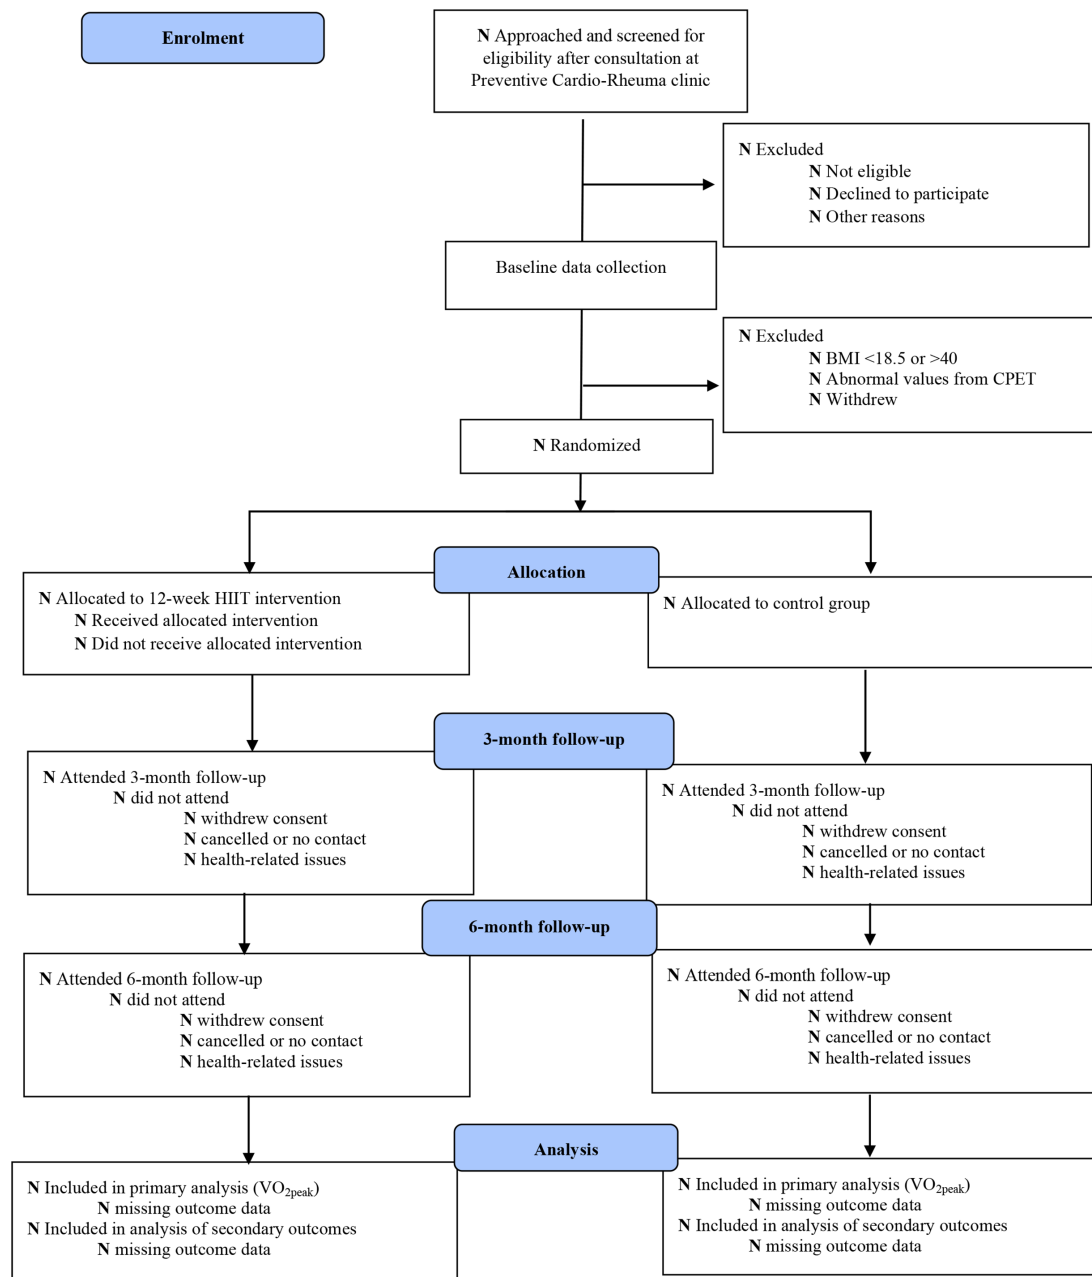 Enrolment
N Approached and screened for
eligibility after consultation at
Preventive Cardio-Rheuma clinic
N Excluded
N Not eligible
N Declined to participate
N Other reasons
Baseline data collection
N Excluded
N BMI <18.5 or >40
N Abnormal values from CPET
N Withdrew
N Randomized
Allocation
N Allocated to 12-week HIIT intervention
N Received allocated intervention
N Did not receive allocated intervention
N Allocated to control group
3-month follow-up
N Attended 3-month follow-up
N did not attend
N withdrew consent
N cancelled or no contact
N health-related issues
N Attended 3-month follow-up
N did not attend
N withdrew consent
N cancelled or no contact
N health-related issues
6-month follow-up
N Attended 6-month follow-up
N did not attend
N withdrew consent
N cancelled or no contact
N health-related issues
N Attended 6-month follow-up
N did not attend
N withdrew consent
N cancelled or no contact
N health-related issues
Analysis
N Included in primary analysis (VO2peak)
N missing outcome data
N Included in analysis of secondary outcomes
N missing outcome data
N Included in primary analysis (VO2peak)
N missing outcome data
N Included in analysis of secondary outcomes
N missing outcome data